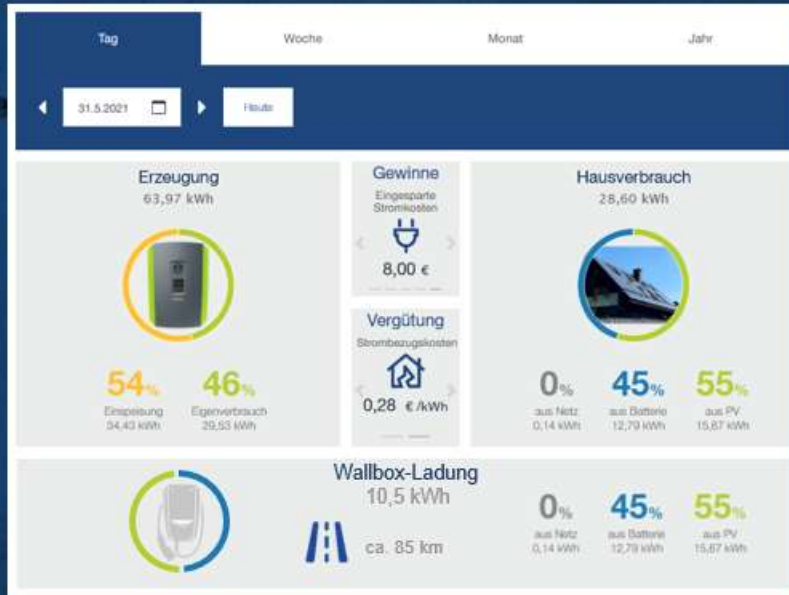 Tag
Woche
Monat
Jahr
31.5.2021
Heute
Erzeugung
63,97 kWh
54%
Einspeisung
34,43 kWh
46%
Eigenverbrauch
29,53 kWh
Gewinne
Eingesparte
Stromkosten
8,00 €
Vergütung
Strombezugskosten
0,28 €/kWh
Hausverbrauch
28,60 kWh
0%
aus Netz
0,14 kWh
45%
aus Batterie
12,79 kWh
55%
aus PV
15,67 kWh
Wallbox-Ladung
10,5 kWh
ca. 85 km
0%
aus Netz
0,14 kWh
45%
aus Batterie
12,79 kWh
55%
aus PV
15,67 kWh